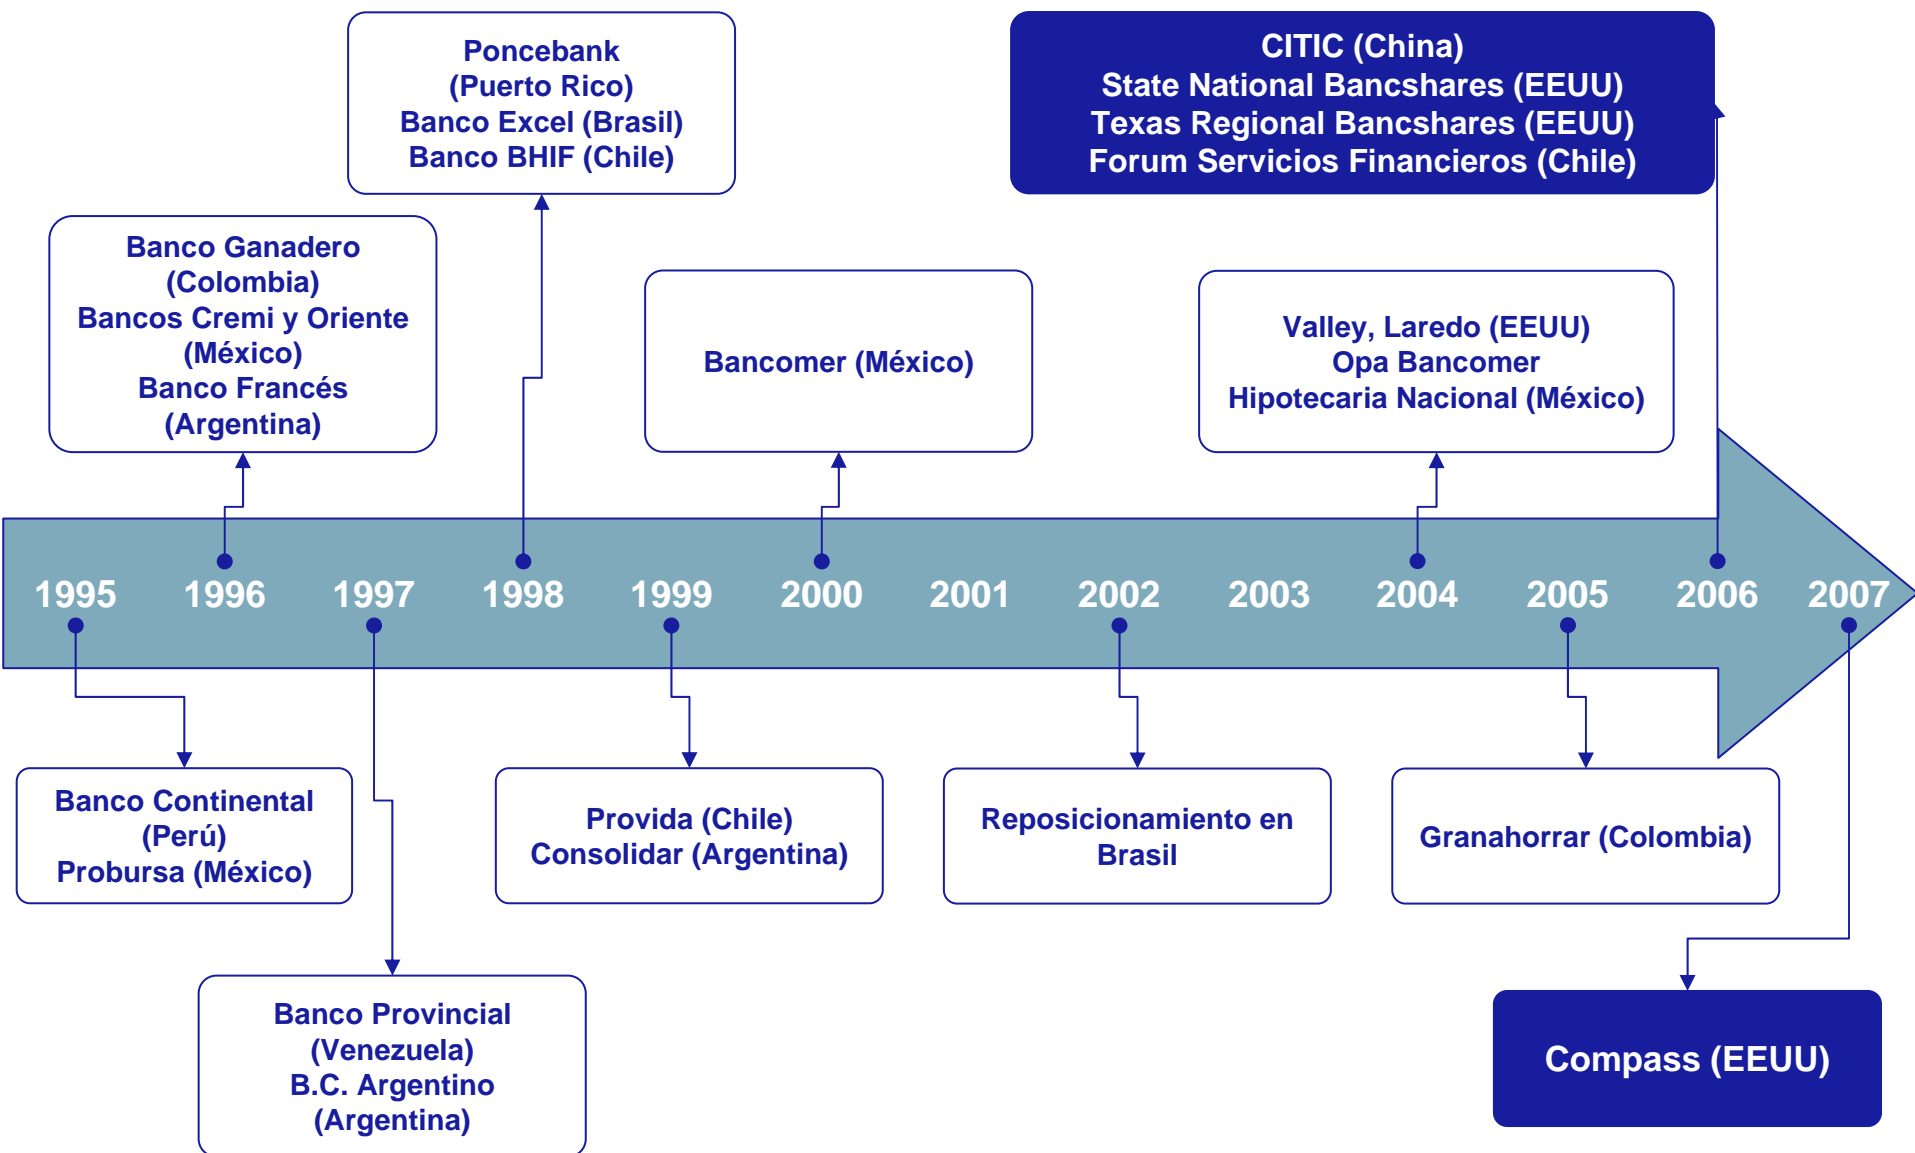 Poncebank
(Puerto Rico)
Banco Excel (Brasil)
Banco BHIF (Chile)
CITIC (China)
State National Bancshares (EEUU)
Texas Regional Bancshares (EEUU)
Forum Servicios Financieros (Chile)
Banco Ganadero
(Colombia)
Bancos Cremi y Oriente
(México)
Banco Francés
(Argentina)
Bancomer (México)
Valley, Laredo (EEUU)
Opa Bancomer
Hipotecaria Nacional (México)
1995 1996 1997 1998 1999 2000 2001 2002 2003 2004 2005 2006 2007
Banco Continental
(Perú)
Probursa (México)
Provida (Chile)
Consolidar (Argentina)
Reposicionamiento en
Brasil
Granahorrar (Colombia)
Banco Provincial
(Venezuela)
B.C. Argentino
(Argentina)
Compass (EEUU)